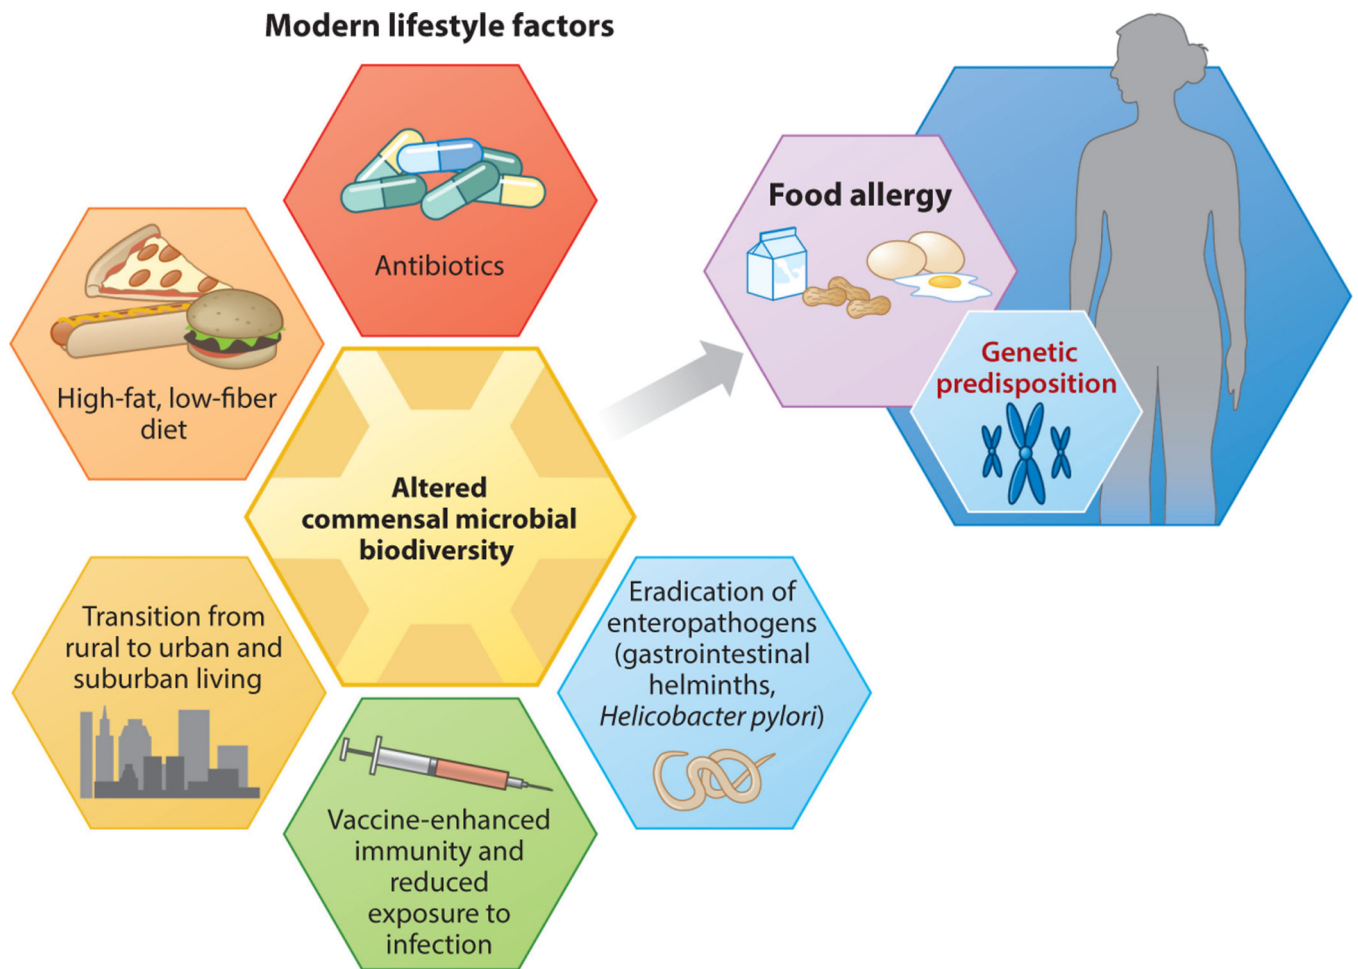 Modern lifestyle factors
Antibiotics
High-fat, low-fiber
diet
Altered
commensal microbial
biodiversity
Transition from
rural to urban and
suburban living
Vaccine-enhanced
immunity and
reduced
exposure to
infection
Eradication of
enteropathogens
(gastrointestinal
helminths,
Helicobacter pylori)
Food allergy
Genetic
predisposition